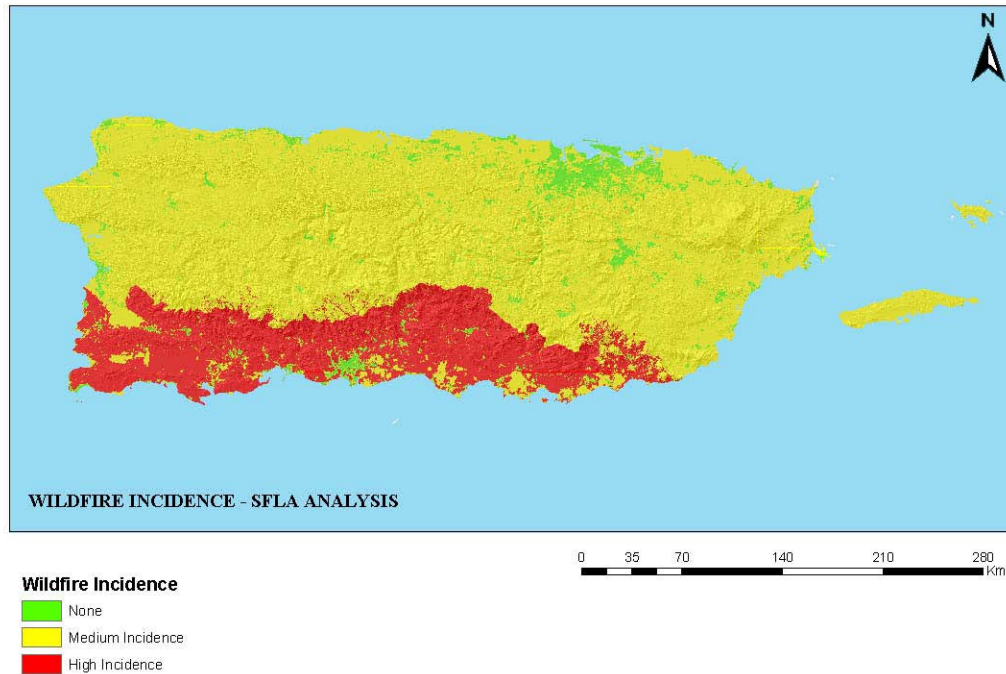 N
WILDFIRE INCIDENCE - SFLA ANALYSIS
0 35 70 140 210 280
Km
Wildfire Incidence
None
Medium Incidence
High Incidence